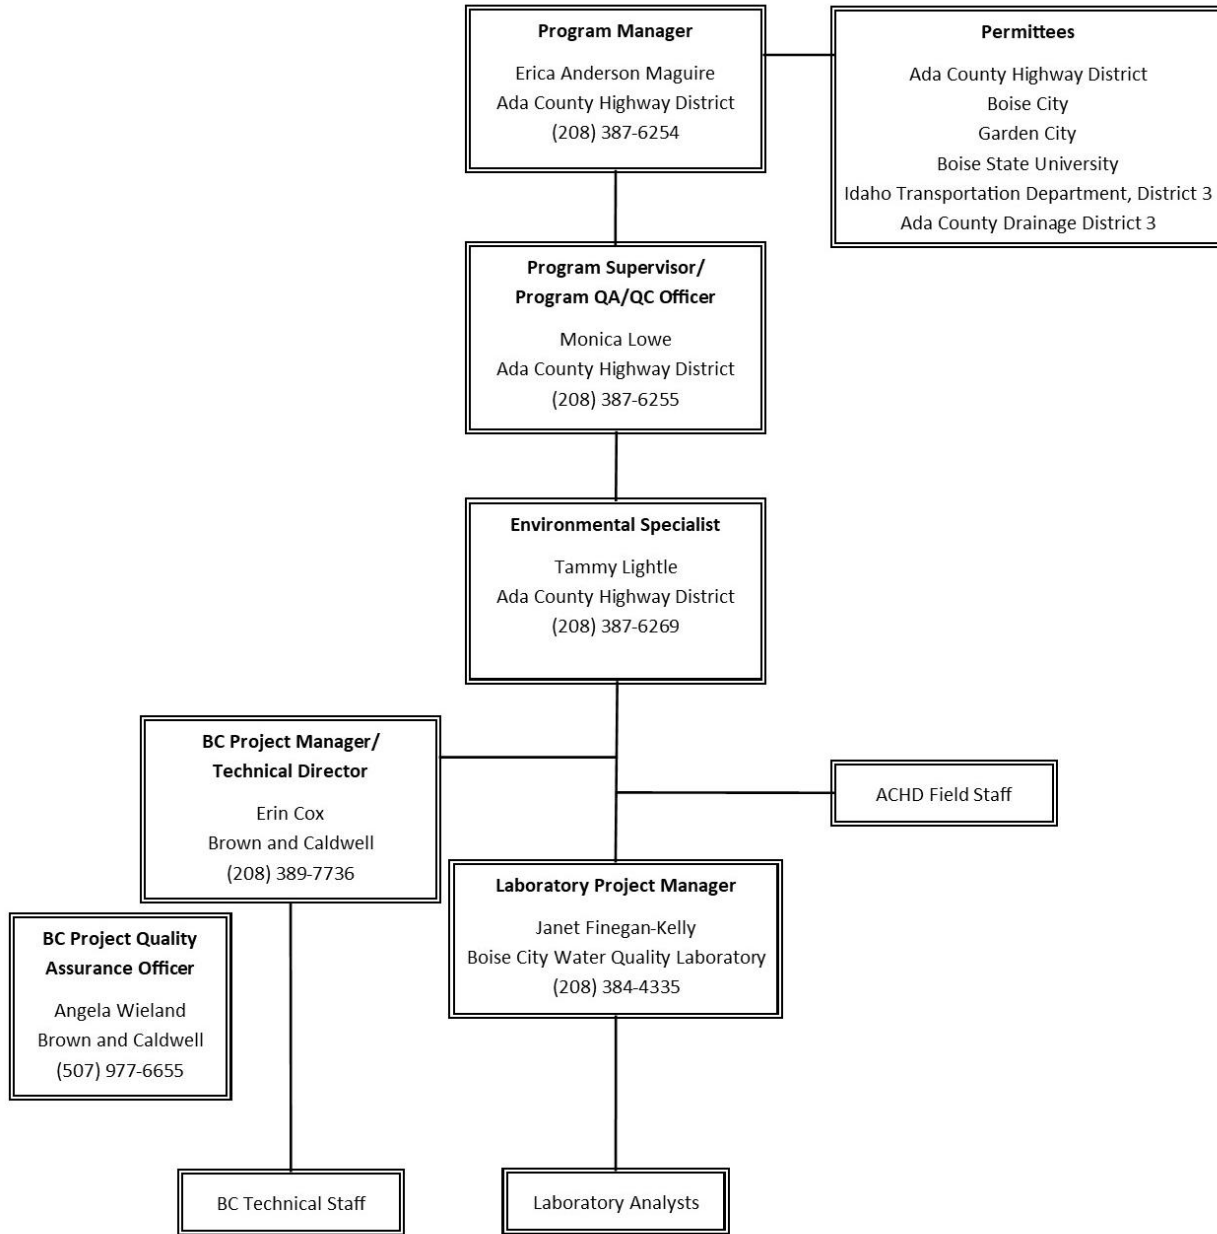 Program Manager
Erica Anderson Maguire
Ada County Highway District
(208) 387-6254
Permittees
Ada County Highway District
Boise City
Garden City
Boise State University
Idaho Transportation Department, District 3
Ada County Drainage District 3
Program Supervisor/
Program QA/QC Officer
Monica Lowe
Ada County Highway District
(208) 387-6255
Environmental Specialist
Tammy Lightle
Ada County Highway District
(208) 387-6269
BC Project Manager/
Technical Director
Erin Cox
Brown and Caldwell
(208) 389-7736
ACHD Field Staff
Laboratory Project Manager
Janet Finegan-Kelly
Boise City Water Quality Laboratory
(208) 384-4335
BC Project Quality
Assurance Officer
Angela Wieland
Brown and Caldwell
(507) 977-6655
BC Technical Staff
Laboratory Analysts